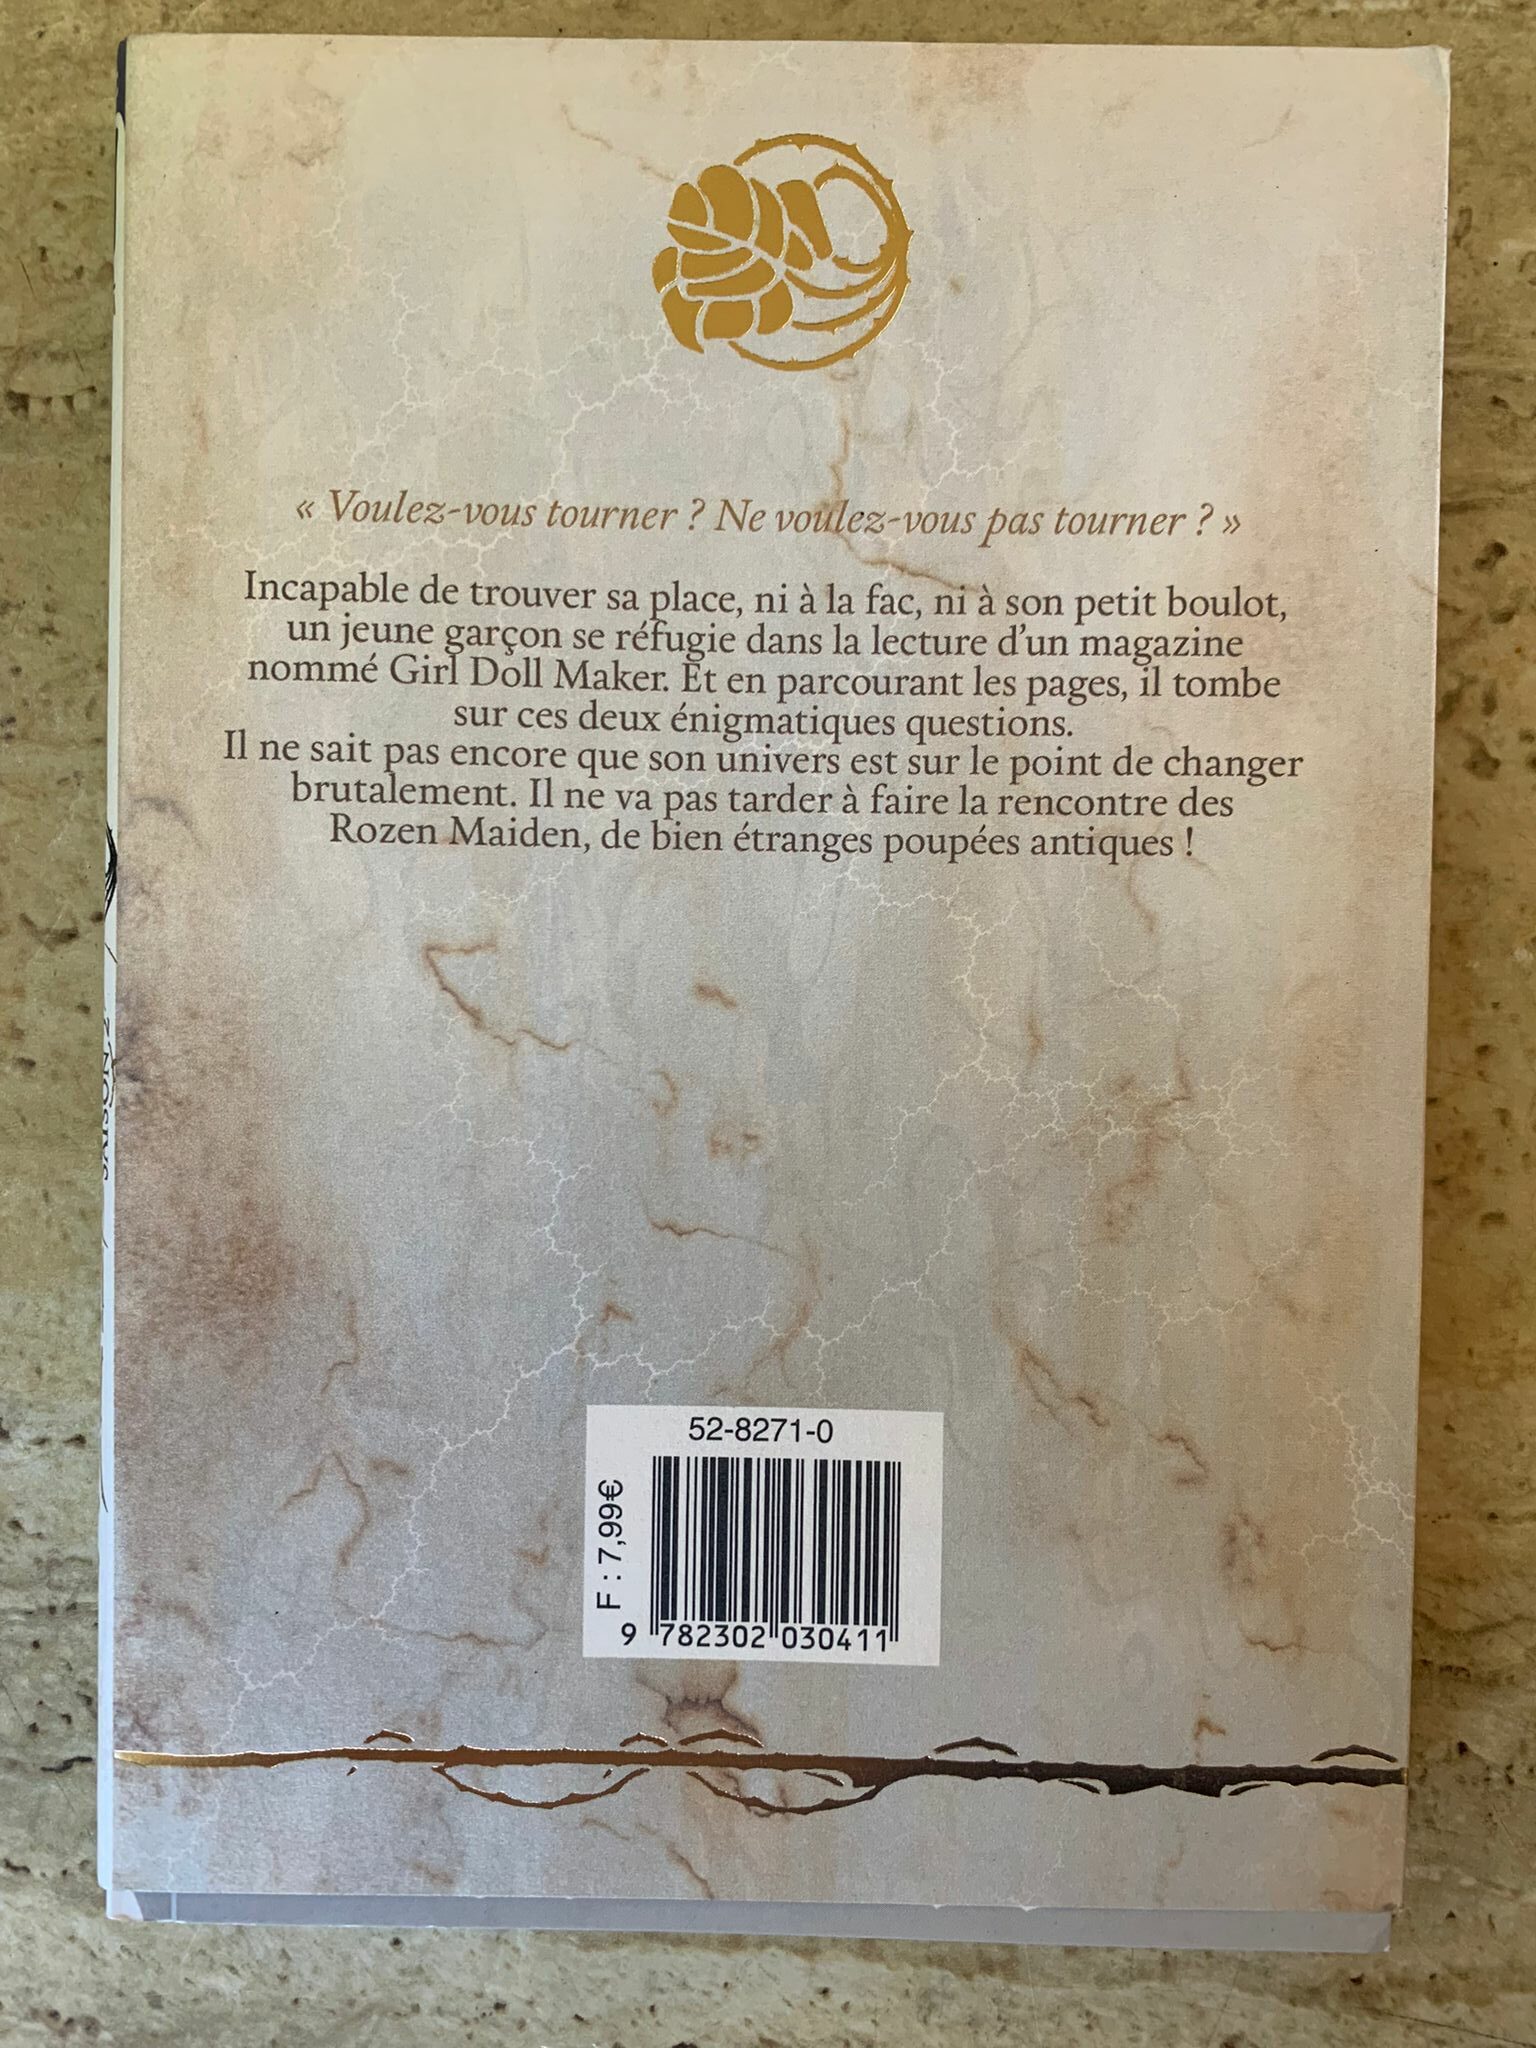 « Voulez-vous tourner ? Ne voulez-vous pas tourner ? »
Incapable de trouver sa place, ni à la fac, ni à son petit boulot,
un jeune garçon se réfugie dans la lecture d'un magazine
nommé Girl Doll Maker. Et en parcourant les pages, il tombe
sur ces deux énigmatiques questions.
Il ne sait pas encore que son univers est sur le point de changer
brutalement. Il ne va pas tarder à faire la rencontre des
Rozen Maiden, de bien étranges poupées antiques !
SAISON 2
52-8271-0
F : 7,99€
9 782302 030411